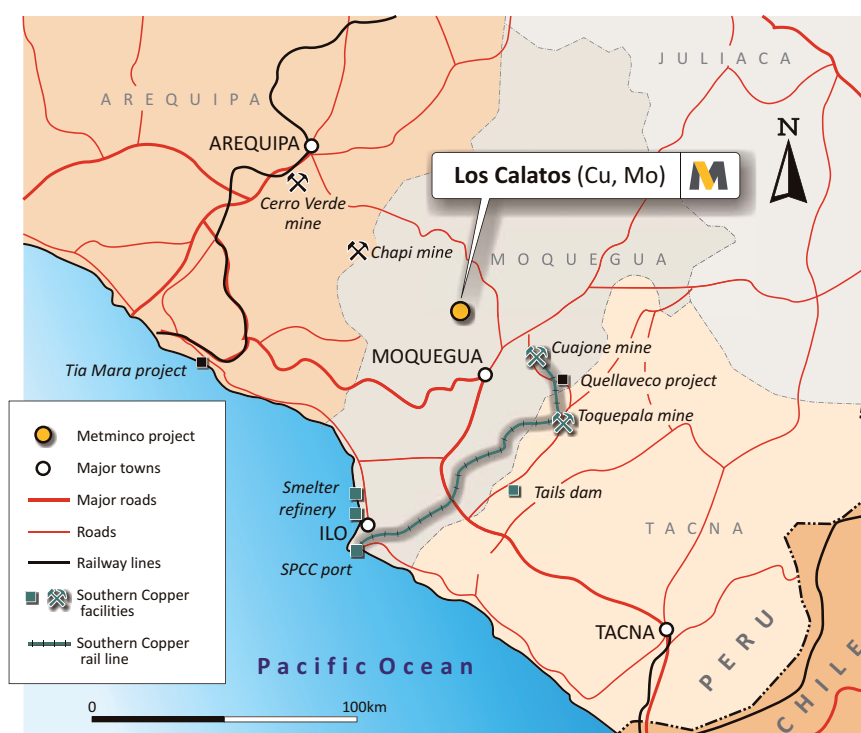 JULIACA
AREQUIPA
AREQUIPA
N
Los Calatos (Cu, Mo)
Cerro Verde
mine
Chapi mine
MOQUEGUA
MOQUEGUA
Cuajone mine
Tia Mara project
Quellaveco project
Toquepala mine
Metminco project
Major towns
Major roads
Roads
Railway lines
Southern Copper
facilities
Southern Copper
rail line
Smelter
refinery
Tails dam
ILO
TACNA
SPCC port
TACNA
PERU
CHILE
Pacific Ocean
0
100km